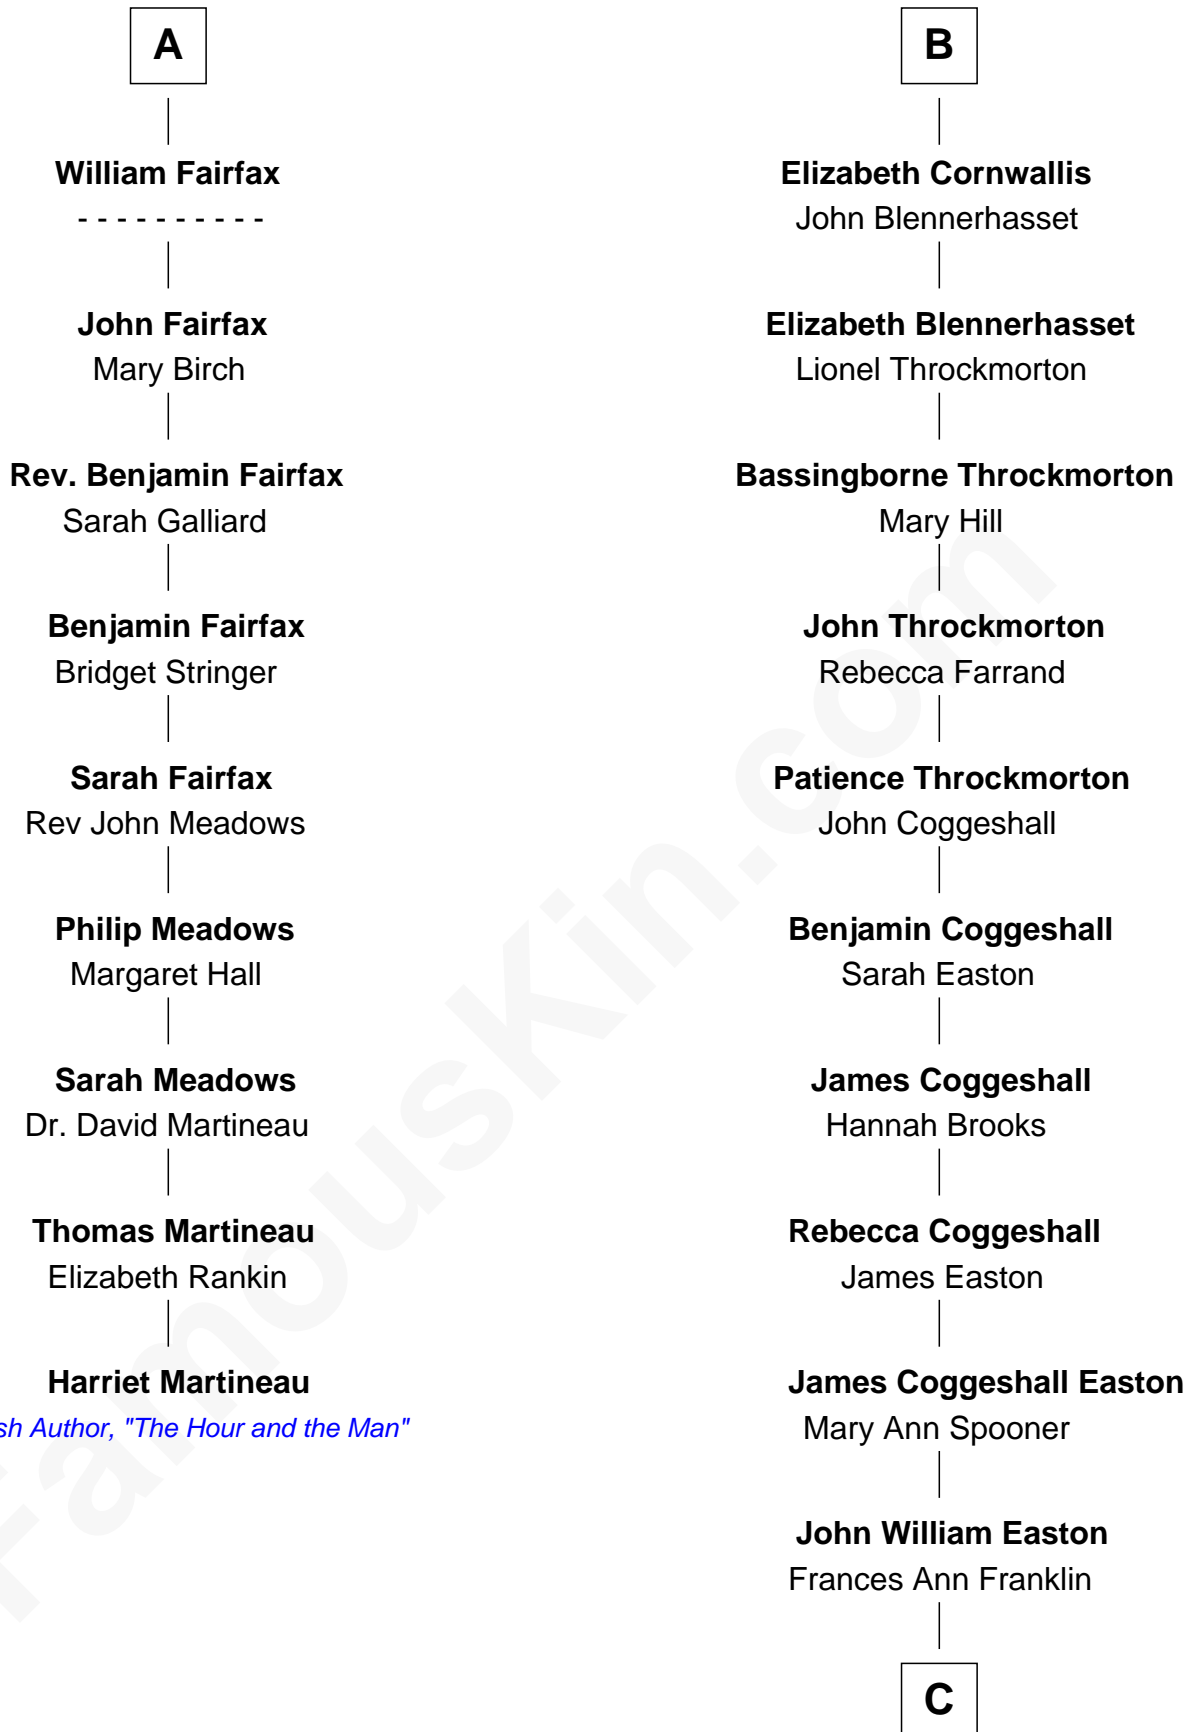 A
William Fairfax
- - - - - - - - - -
John Fairfax
Mary Birch
Rev. Benjamin Fairfax
Sarah Galliard
Benjamin Fairfax
Bridget Stringer
Sarah Fairfax
Rev John Meadows
Philip Meadows
Margaret Hall
Sarah Meadows
Dr. David Martineau
Thomas Martineau
Elizabeth Rankin
Harriet Martineau
sh Author, "The Hour and the Man"
B
Elizabeth Cornwallis
John Blennerhasset
Elizabeth Blennerhasset
Lionel Throckmorton
Bassingborne Throckmorton
Mary Hill
John Throckmorton
Rebecca Farrand
Patience Throckmorton
John Coggeshall
Benjamin Coggeshall
Sarah Easton
James Coggeshall
Hannah Brooks
Rebecca Coggeshall
James Easton
James Coggeshall Easton
Mary Ann Spooner
John William Easton
Frances Ann Franklin
C
FamousKin.com